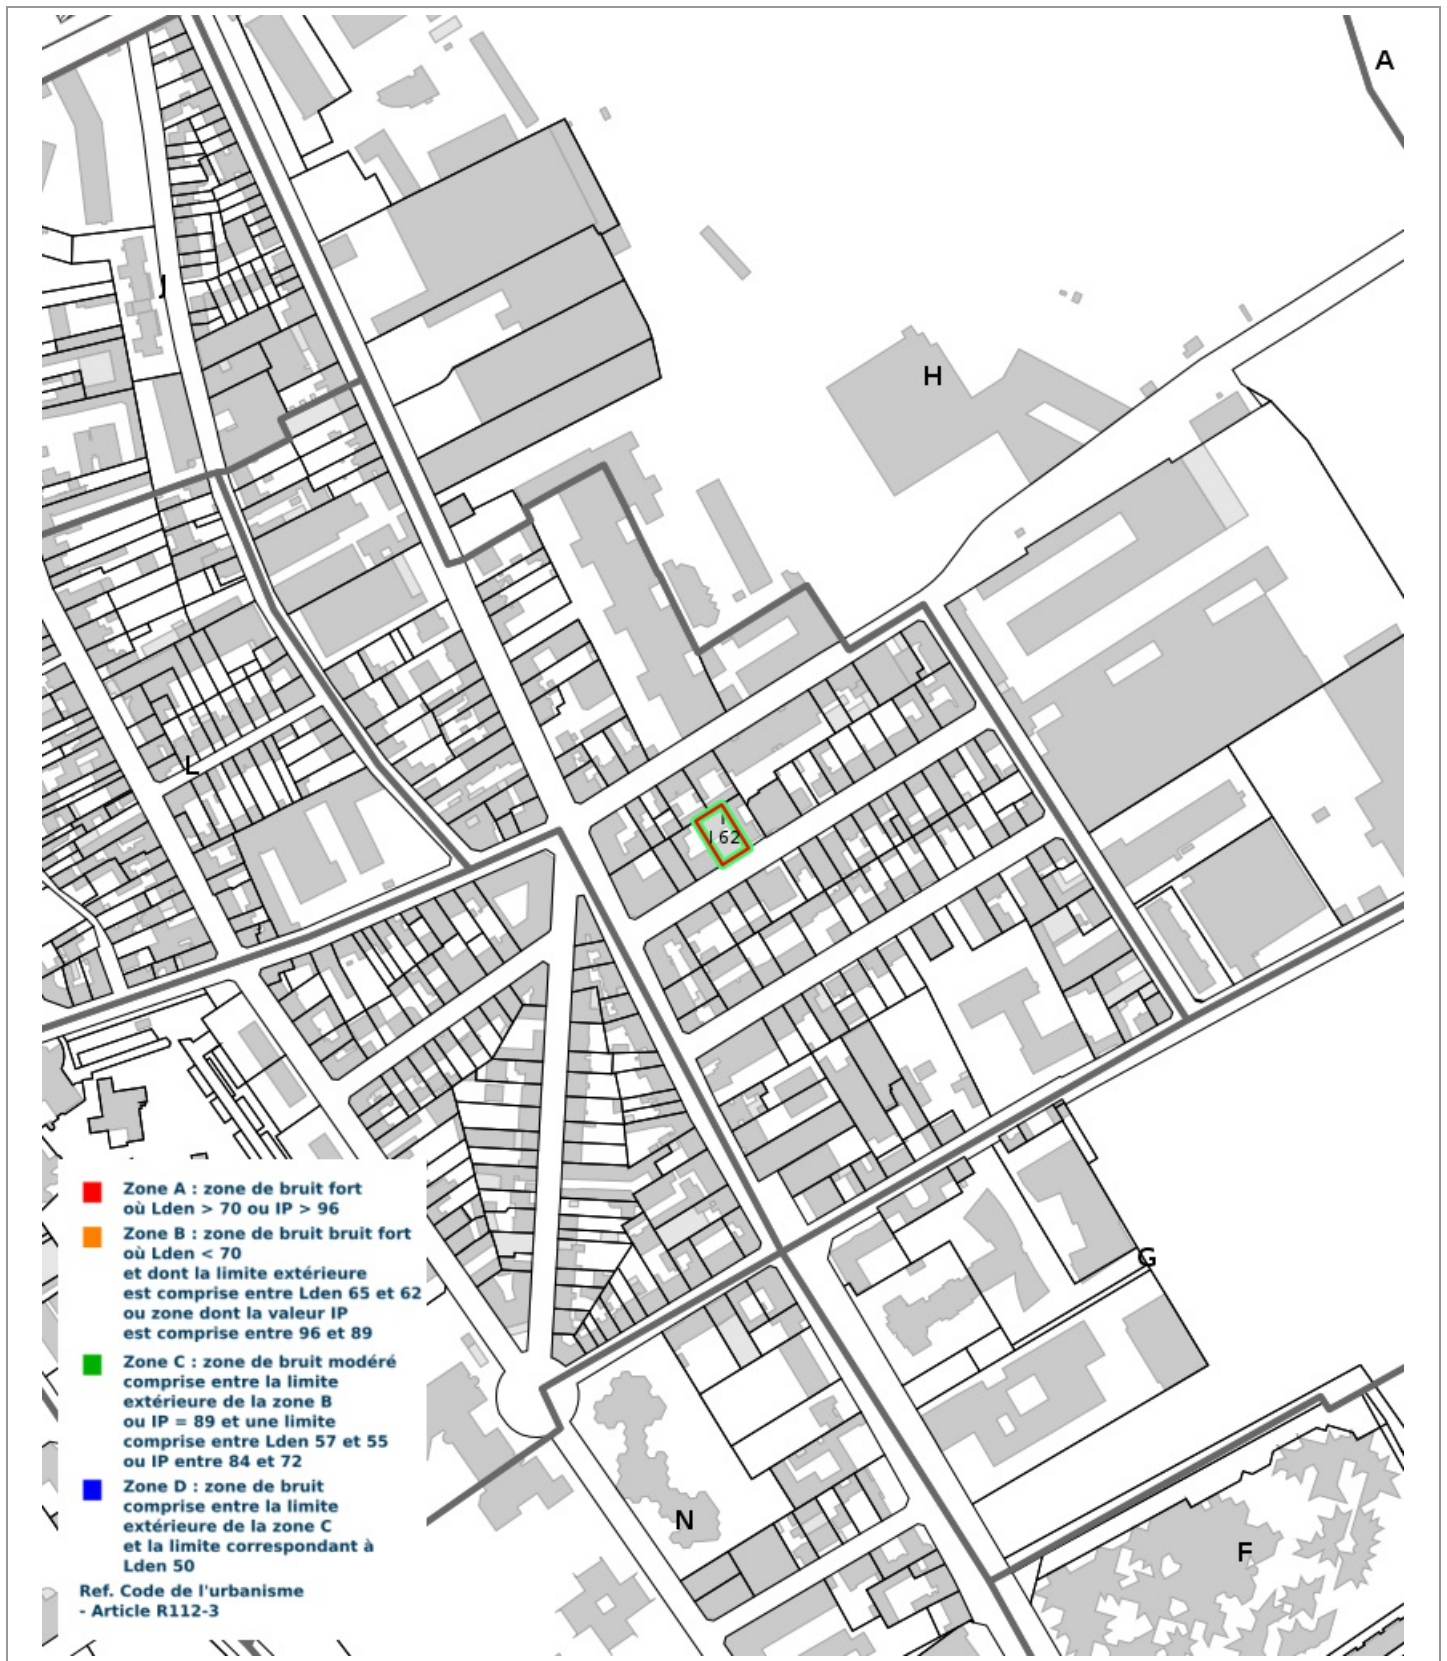 A
J
H
L
I
I 62
G
N
F
Zone A : zone de bruit fort
où Lden > 70 ou IP > 96
Zone B : zone de bruit bruit fort
où Lden < 70
et dont la limite extérieure
est comprise entre Lden 65 et 62
ou zone dont la valeur IP
est comprise entre 96 et 89
Zone C : zone de bruit modéré
comprise entre la limite
extérieure de la zone B
ou IP = 89 et une limite
comprise entre Lden 57 et 55
ou IP entre 84 et 72
Zone D : zone de bruit
comprise entre la limite
extérieure de la zone C
et la limite correspondant à
Lden 50
Ref. Code de l'urbanisme
- Article R112-3